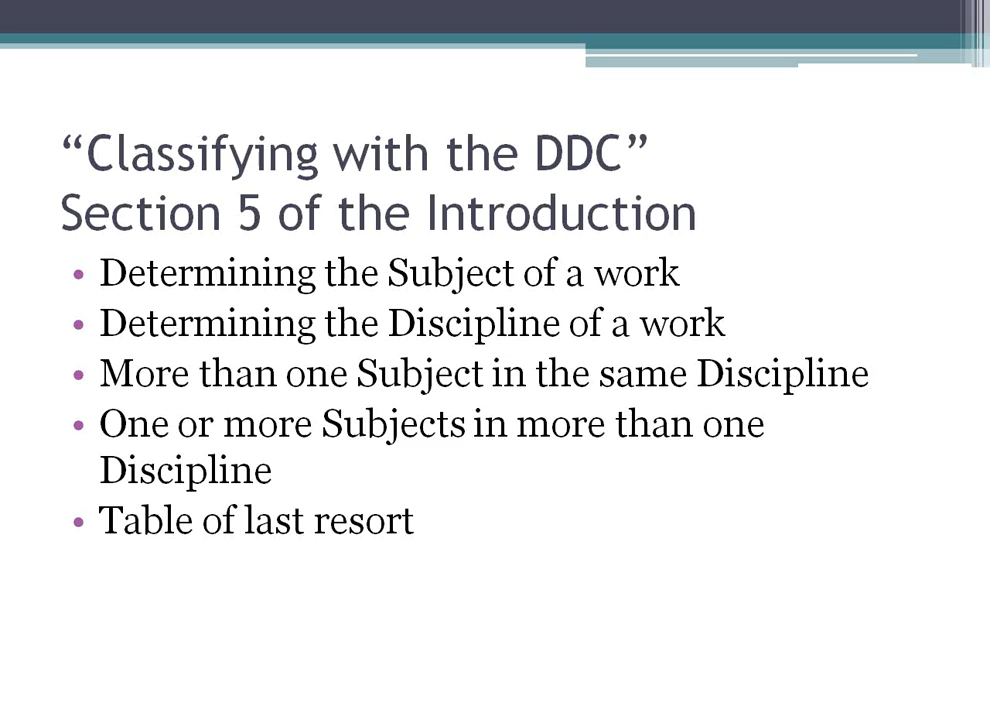 “Classifying with the DDC”
Section 5 of the Introduction
• Determining the Subject of a work
• Determining the Discipline of a work
• More than one Subject in the same Discipline
• One or more Subjects in more than one
Discipline
• Table of last resort